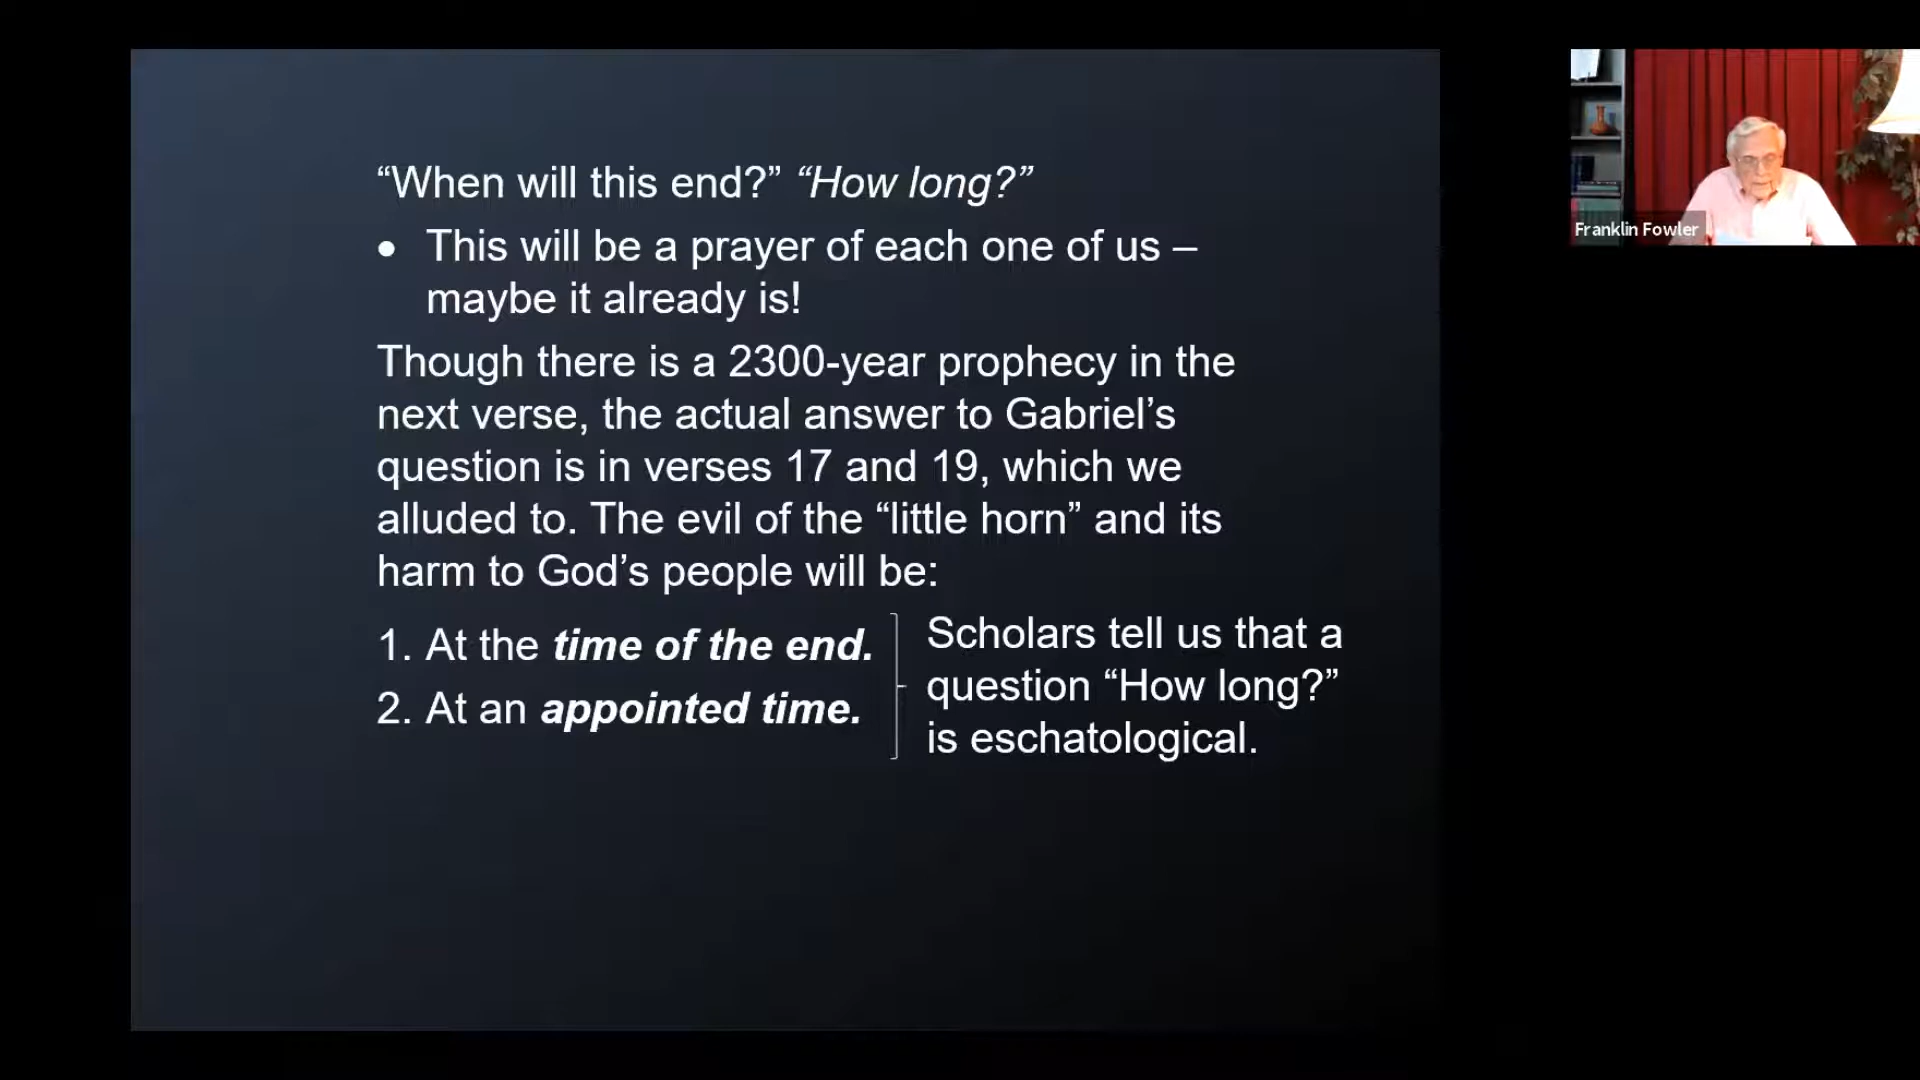 “When will this end?” “How long?”
• This will be a prayer of each one of us –
maybe it already is!
Though there is a 2300-year prophecy in the
next verse, the actual answer to Gabriel’s
question is in verses 17 and 19, which we
alluded to. The evil of the “little horn” and its
harm to God’s people will be:
1. At the time of the end.
2. At an appointed time.
Scholars tell us that a
question “How long?”
is eschatological.
Franklin Fowler